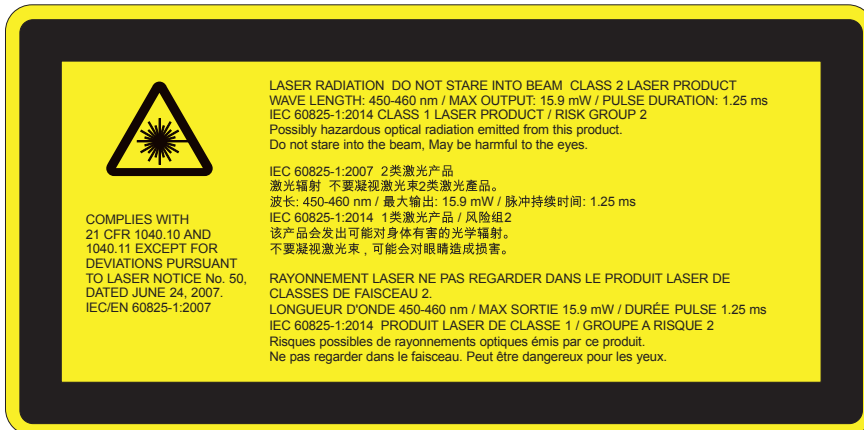 COMPLIES WITH
21 CFR 1040.10 AND
1040.11 EXCEPT FOR
DEVIATIONS PURSUANT
TO LASER NOTICE No. 50,
DATED JUNE 24, 2007.
IEC/EN 60825-1:2007
LASER RADIATION DO NOT STARE INTO BEAM CLASS 2 LASER PRODUCT
WAVE LENGTH: 450-460 nm / MAX OUTPUT: 15.9 mW / PULSE DURATION: 1.25 ms
IEC 60825-1:2014 CLASS 1 LASER PRODUCT / RISK GROUP 2
Possibly hazardous optical radiation emitted from this product.
Do not stare into the beam, May be harmful to the eyes.
IEC 60825-1:2007 2类激光产品
激光辐射 不要凝视激光束2类激光產品。
波长: 450-460 nm / 最大输出: 15.9 mW / 脉冲持续时间: 1.25 ms
IEC 60825-1:2014 1类激光产品 / 风险组2
该产品会发出可能对身体有害的光学辐射。
不要凝视激光束 , 可能会对眼睛造成损害。
RAYONNEMENT LASER NE PAS REGARDER DANS LE PRODUIT LASER DE
CLASSES DE FAISCEAU 2.
LONGUEUR D'ONDE 450-460 nm / MAX SORTIE 15.9 mW / DURÉE PULSE 1.25 ms
IEC 60825-1:2014 PRODUIT LASER DE CLASSE 1 / GROUPE A RISQUE 2
Risques possibles de rayonnements optiques émis par ce produit.
Ne pas regarder dans le faisceau. Peut être dangereux pour les yeux.